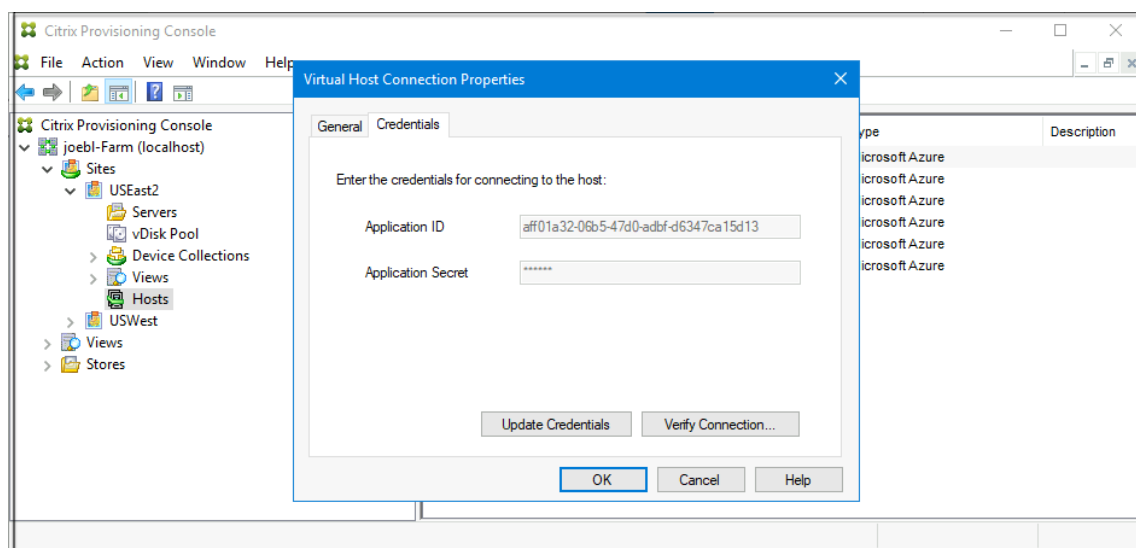 Citrix Provisioning Console
File Action View Window Help
Citrix Provisioning Console
joebl-Farm (localhost)
Sites
USEast2
Servers
vDisk Pool
Device Collections
Views
Hosts
USWest
Views
Stores
Virtual Host Connection Properties
General Credentials
Enter the credentials for connecting to the host:
Application ID aff01a32-06b5-47d0-adbf-d6347ca15d13
Application Secret ******
Update Credentials Verify Connection...
OK Cancel Help
ype Description
icrosoft Azure
icrosoft Azure
icrosoft Azure
icrosoft Azure
icrosoft Azure
icrosoft Azure